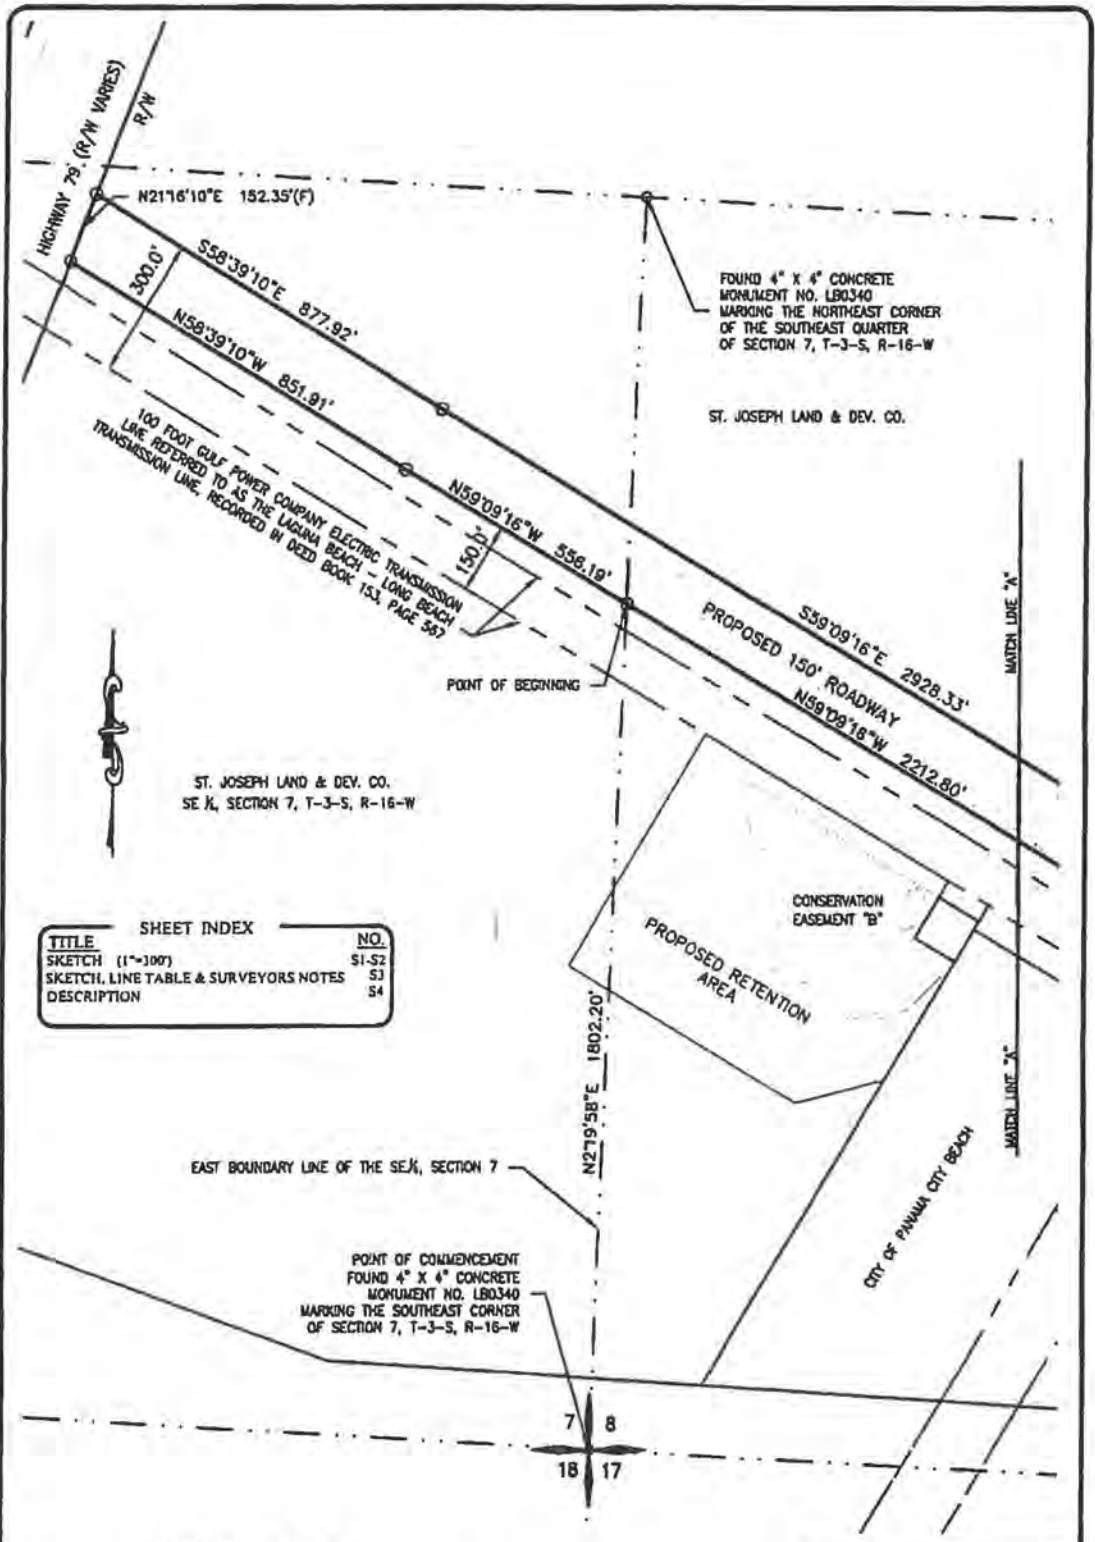 HIGHWAY 79 (R/W VARIES)
R/W
N21°16'10"E 152.35'(F)
300.0'
S58°39'10"E 877.92'
N58°39'10"W 851.91'
FOUND 4" X 4" CONCRETE
MONUMENT NO. LB0340
MARKING THE NORTHEAST CORNER
OF THE SOUTHEAST QUARTER
OF SECTION 7, T-3-S, R-16-W
ST. JOSEPH LAND & DEV. CO.
100 FOOT GULF POWER COMPANY ELECTRIC TRANSMISSION
LINE REFERRED TO AS THE LAGUNA BEACH - LONG BEACH
TRANSMISSION LINE, RECORDED IN DEED BOOK 153, PAGE 567
N59°09'16"W 556.19'
150.0'
POINT OF BEGINNING
S59°09'16"E 2928.33'
PROPOSED 150' ROADWAY
N59°09'16"W 2212.80'
MATCH LINE "A"
ST. JOSEPH LAND & DEV. CO.
SE ¼, SECTION 7, T-3-S, R-16-W
CONSERVATION
EASEMENT "B"
PROPOSED RETENTION
AREA
SHEET INDEX
TITLE NO.
SKETCH (1"=300') S1-S2
SKETCH, LINE TABLE & SURVEYORS NOTES S3
DESCRIPTION S4
N2°19'58"E 1802.20'
MATCH LINE "A"
EAST BOUNDARY LINE OF THE SE¼, SECTION 7
CITY OF PANAMA CITY BEACH
POINT OF COMMENCEMENT
FOUND 4" X 4" CONCRETE
MONUMENT NO. LB0340
MARKING THE SOUTHEAST CORNER
OF SECTION 7, T-3-S, R-16-W
7 8
18 17